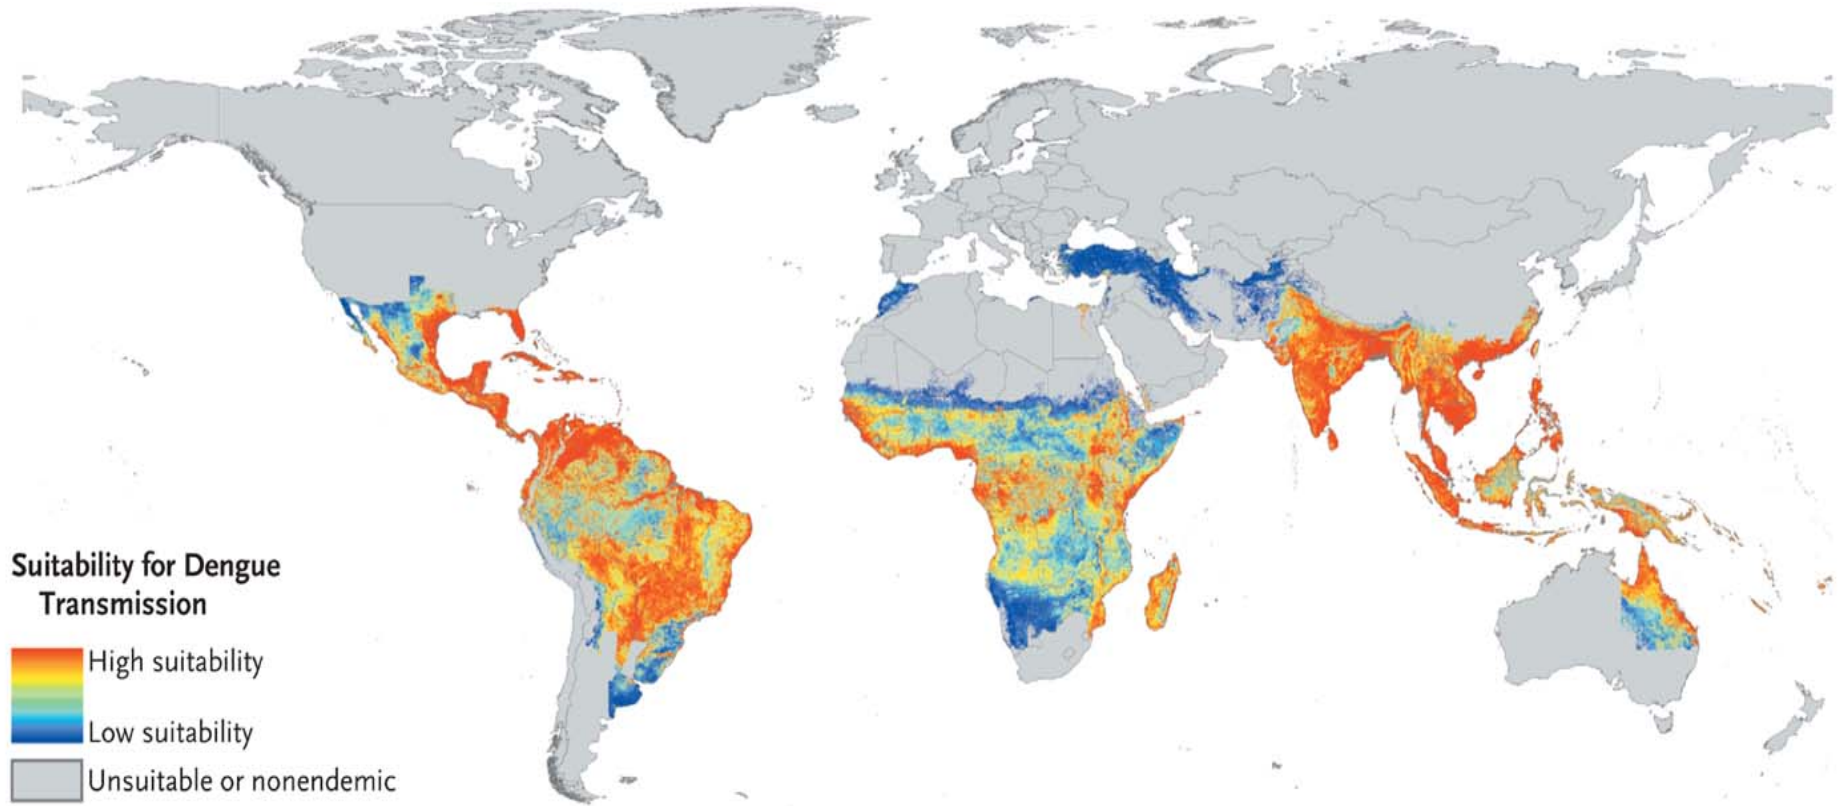 Suitability for Dengue
Transmission
High suitability
Low suitability
Unsuitable or nonendemic